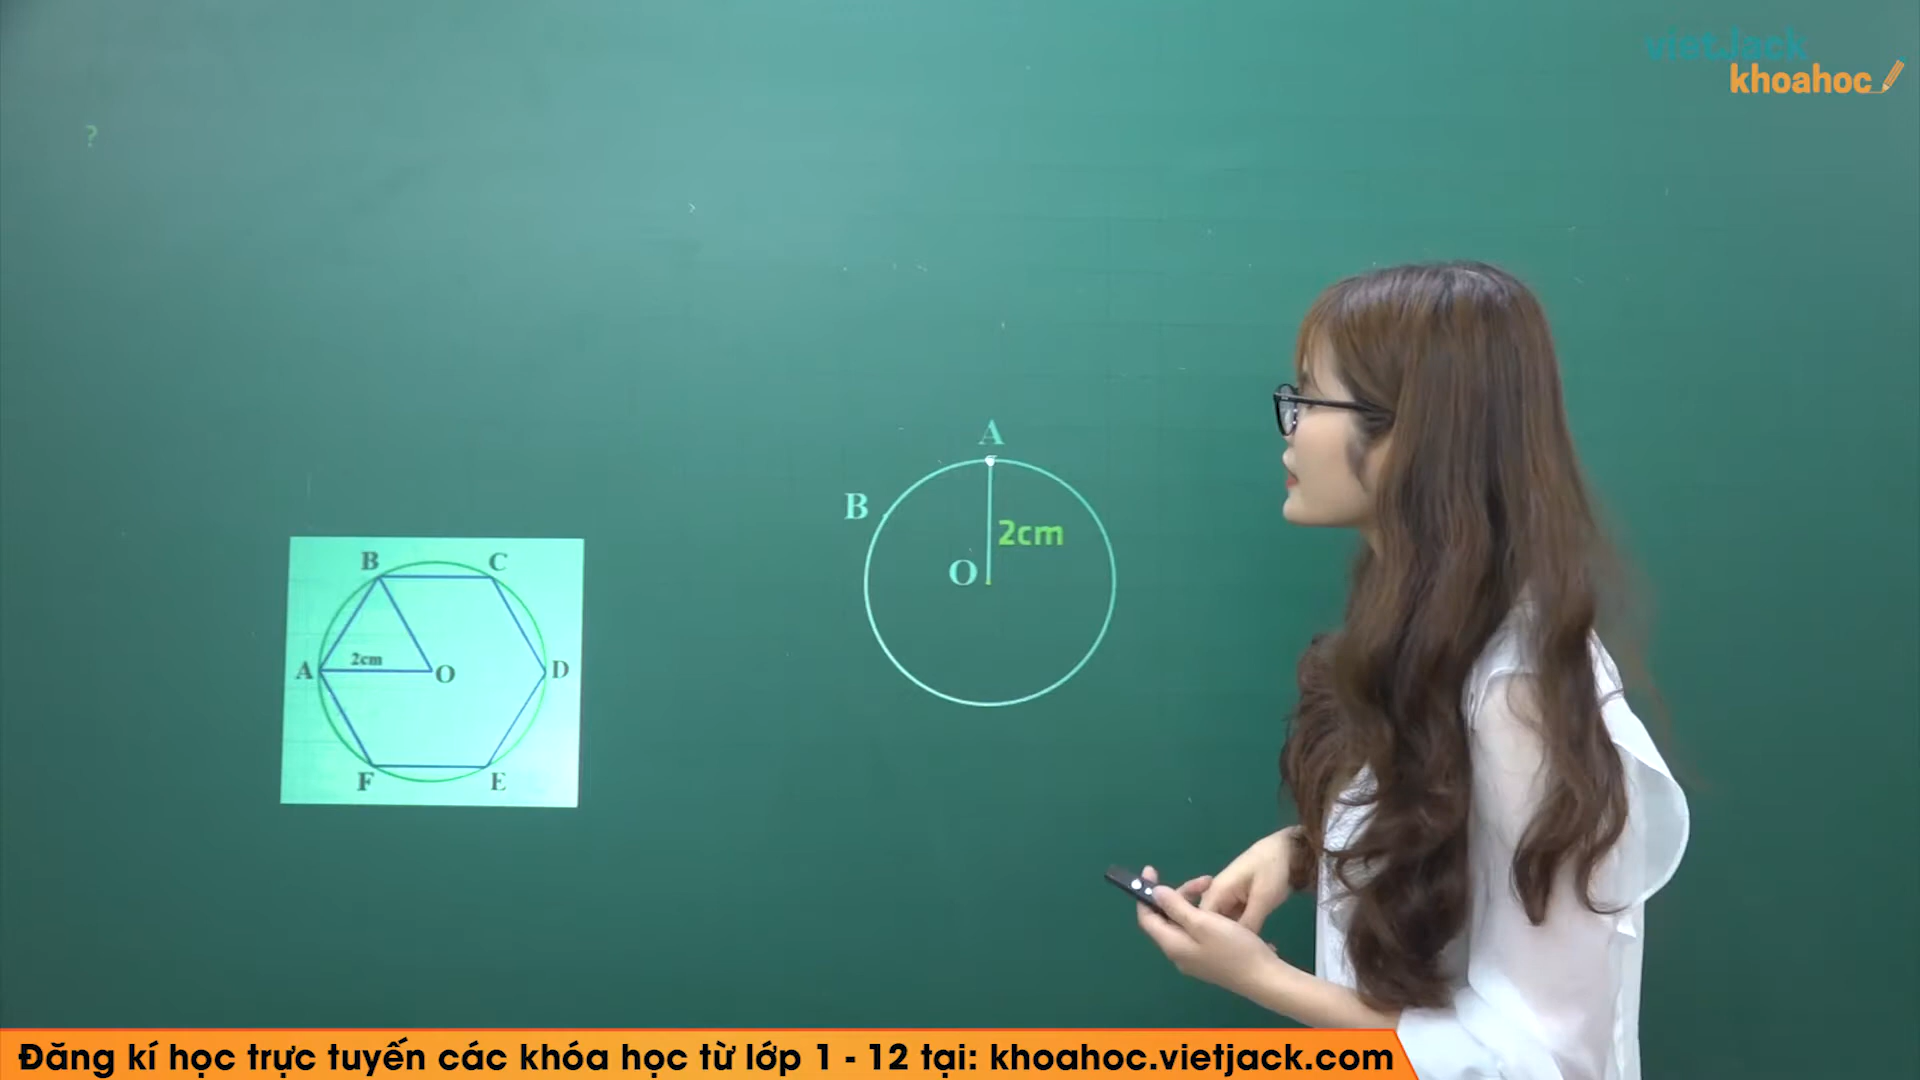 vietJack
khoahoc
?
A
B
2cm
O
B C
A 2cm O D
F E
Đăng kí học trực tuyến các khóa học từ lớp 1 - 12 tại: khoahoc.vietjack.com